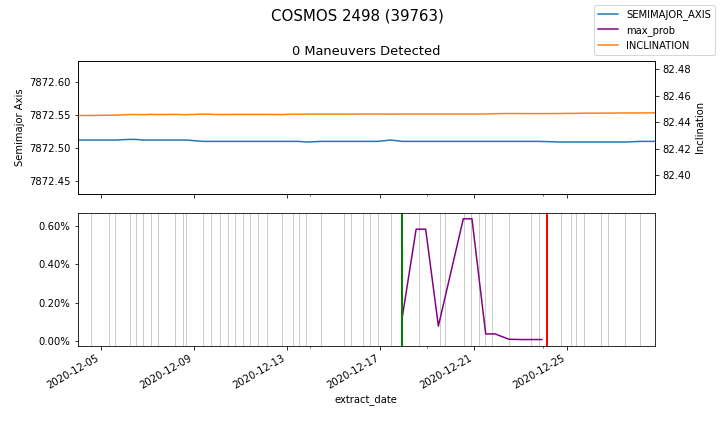 COSMOS 2498 (39763)
SEMIMAJOR_AXIS
max_prob
INCLINATION
0 Maneuvers Detected
Semimajor Axis
7872.60
7872.55
7872.50
7872.45
82.48
82.46
82.44
82.42
82.40
Inclination
0.60%
0.40%
0.20%
0.00%
2020-12-05
2020-12-09
2020-12-13
2020-12-17
2020-12-21
2020-12-25
extract_date